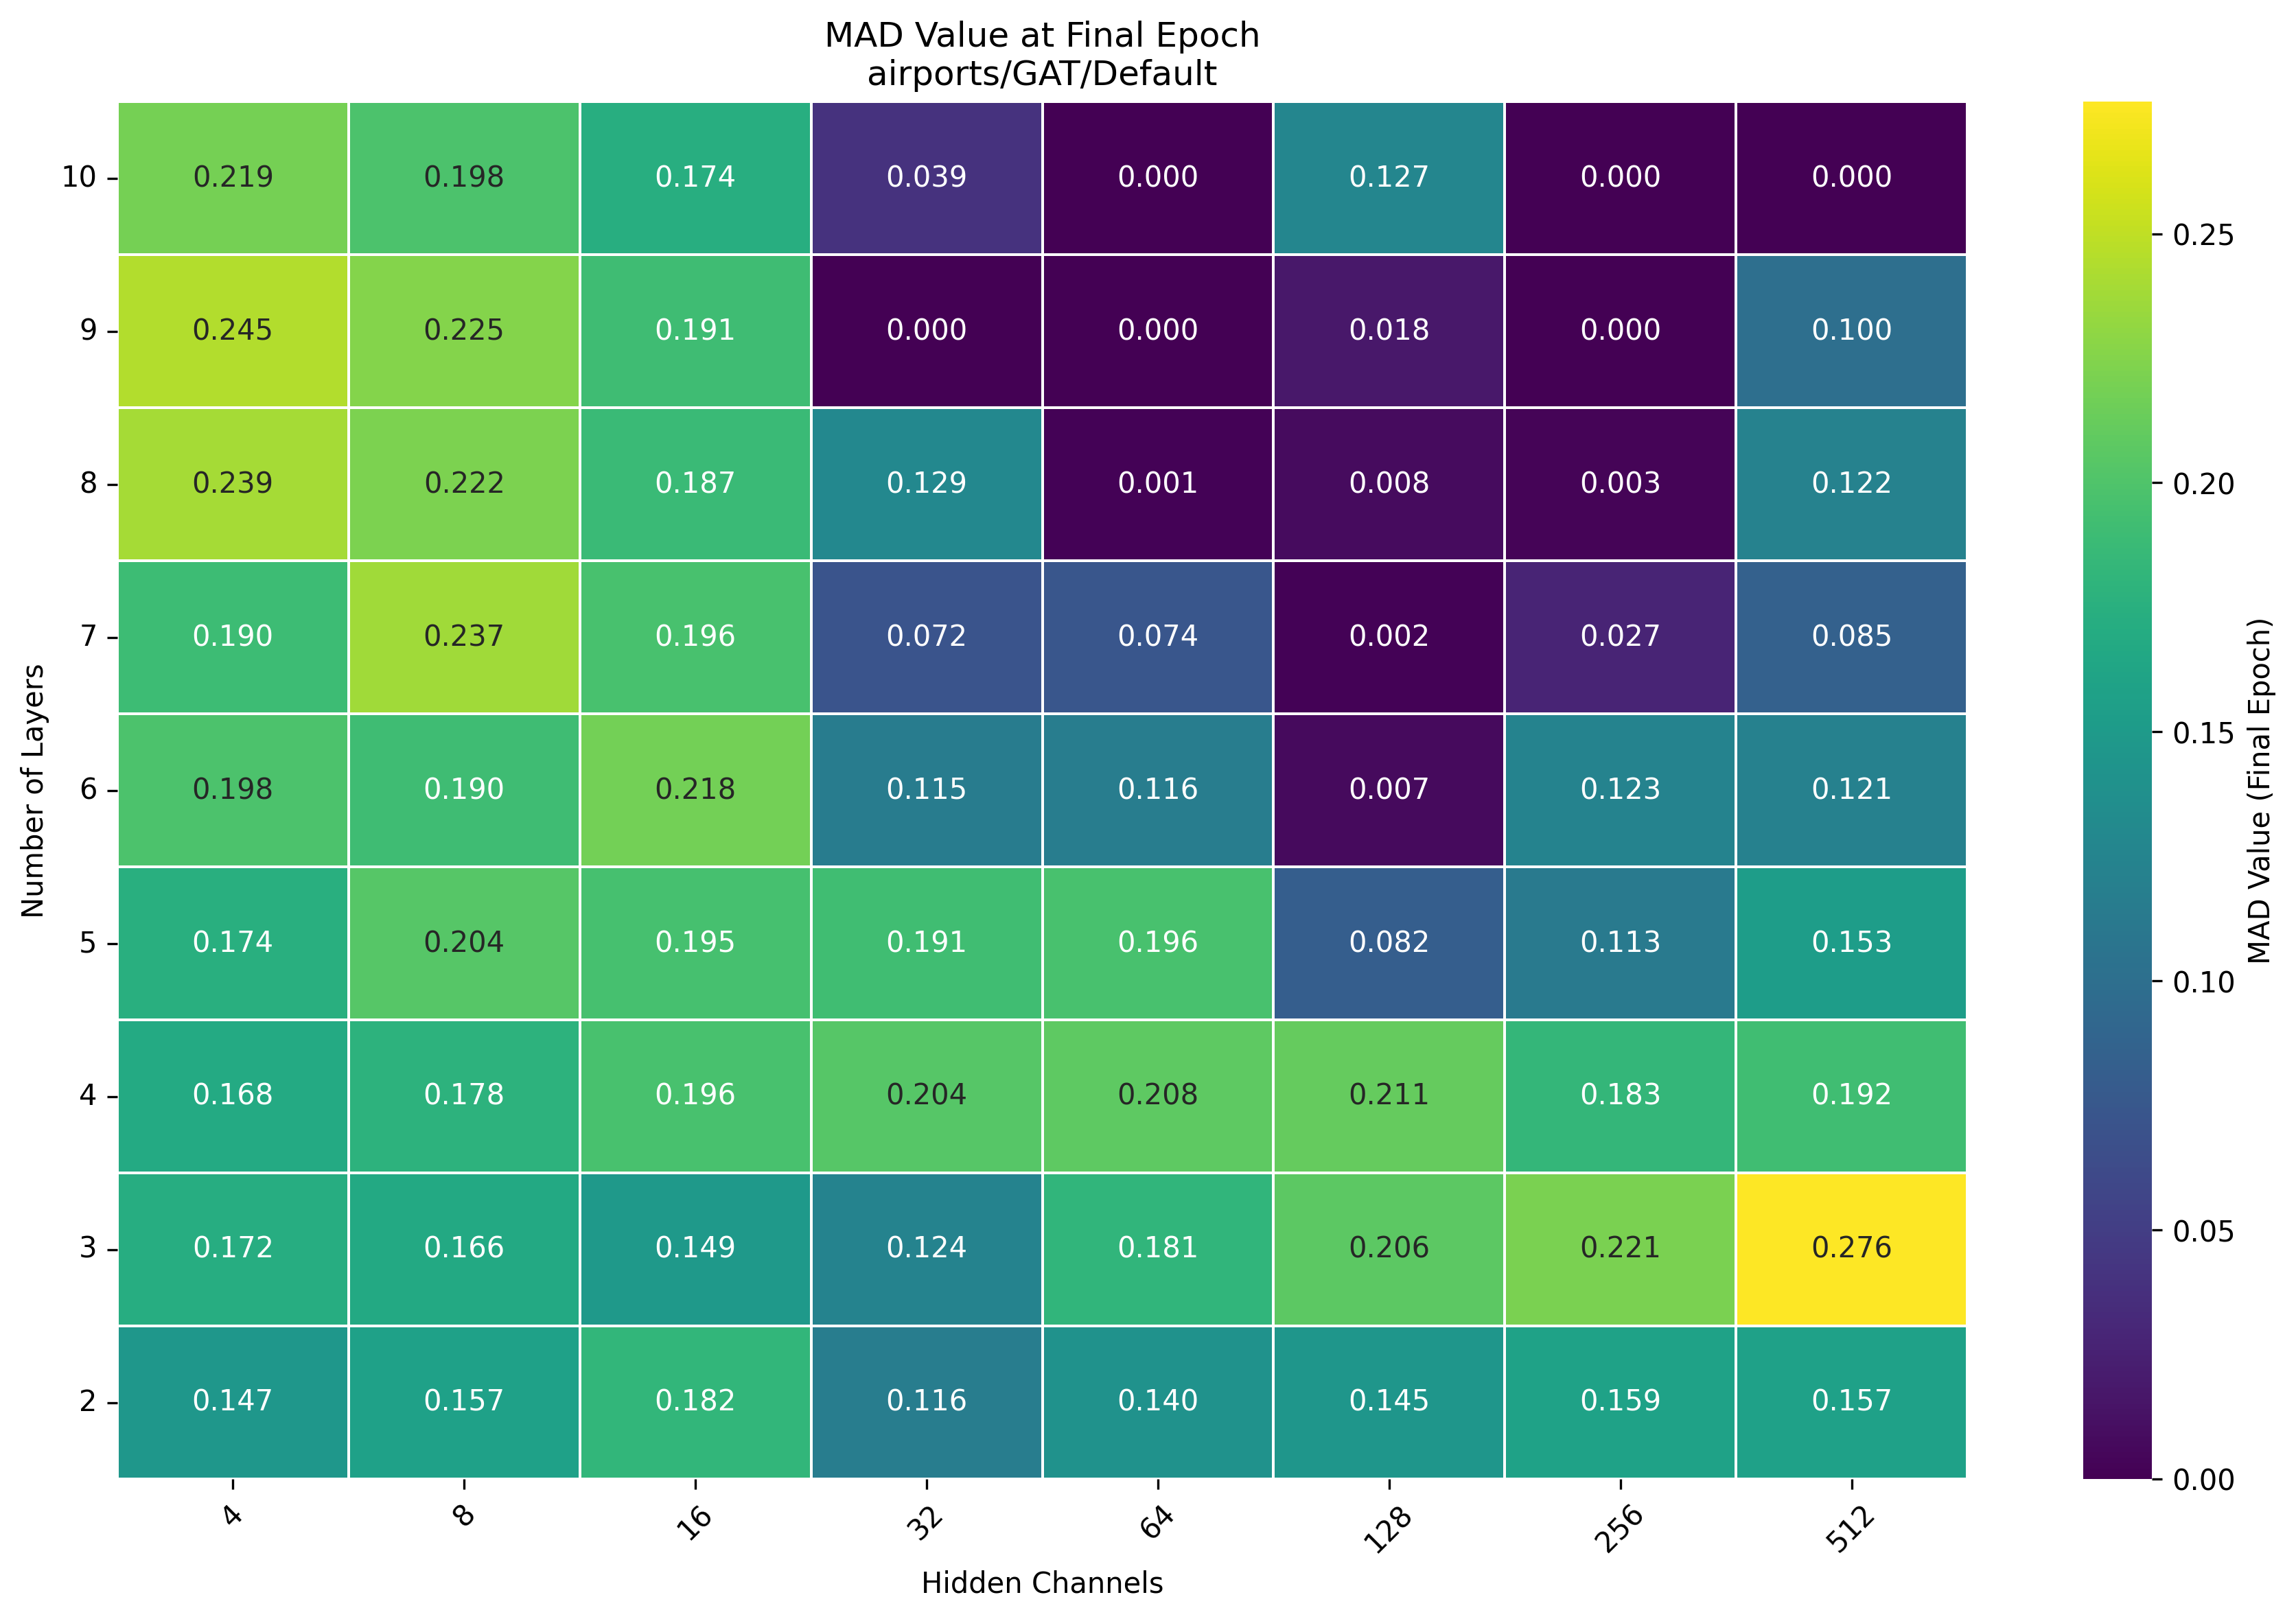 MAD Value at Final Epoch
airports/GAT/Default
10 0.219 0.198 0.174 0.039 0.000 0.127 0.000 0.000
9 0.245 0.225 0.191 0.000 0.000 0.018 0.000 0.100
8 0.239 0.222 0.187 0.129 0.001 0.008 0.003 0.122
7 0.190 0.237 0.196 0.072 0.074 0.002 0.027 0.085
6 0.198 0.190 0.218 0.115 0.116 0.007 0.123 0.121
5 0.174 0.204 0.195 0.191 0.196 0.082 0.113 0.153
4 0.168 0.178 0.196 0.204 0.208 0.211 0.183 0.192
3 0.172 0.166 0.149 0.124 0.181 0.206 0.221 0.276
2 0.147 0.157 0.182 0.116 0.140 0.145 0.159 0.157
4 8 16 32 64 128 256 512
Hidden Channels
Number of Layers
0.25
0.20
0.15
0.10
0.05
0.00
MAD Value (Final Epoch)